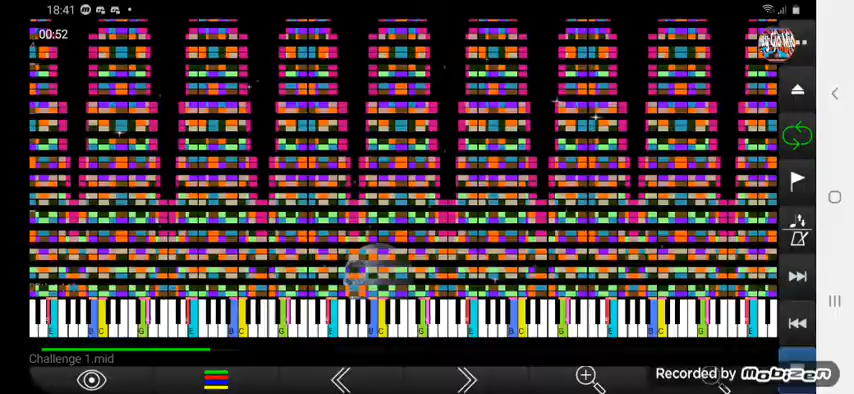 18:41
00:52
E B C G E B C G E B C G E B C G E
Challenge 1.mid
Recorded by Mobizen